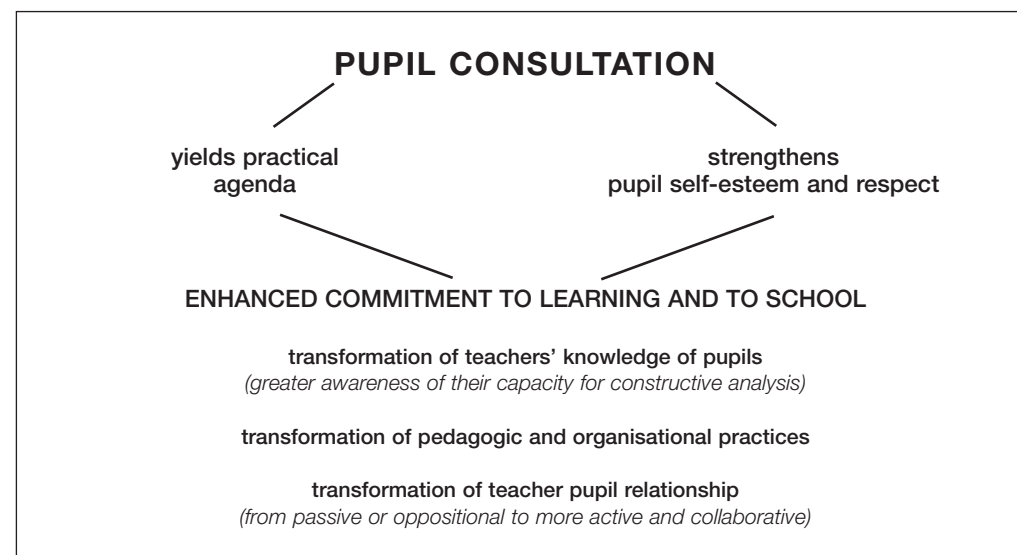 PUPIL CONSULTATION
yields practical
agenda
strengthens
pupil self-esteem and respect
ENHANCED COMMITMENT TO LEARNING AND TO SCHOOL
transformation of teachers’ knowledge of pupils
(greater awareness of their capacity for constructive analysis)
transformation of pedagogic and organisational practices
transformation of teacher pupil relationship
(from passive or oppositional to more active and collaborative)